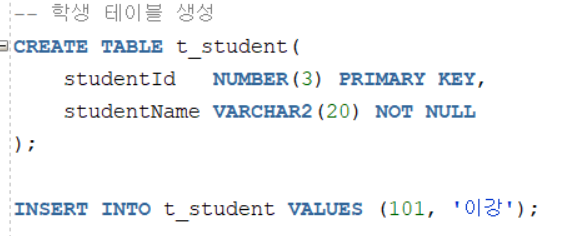 -- 학생 테이블 생성
CREATE TABLE t_student(
    studentId   NUMBER(3) PRIMARY KEY,
    studentName VARCHAR2(20) NOT NULL
);

INSERT INTO t_student VALUES (101, '이강');